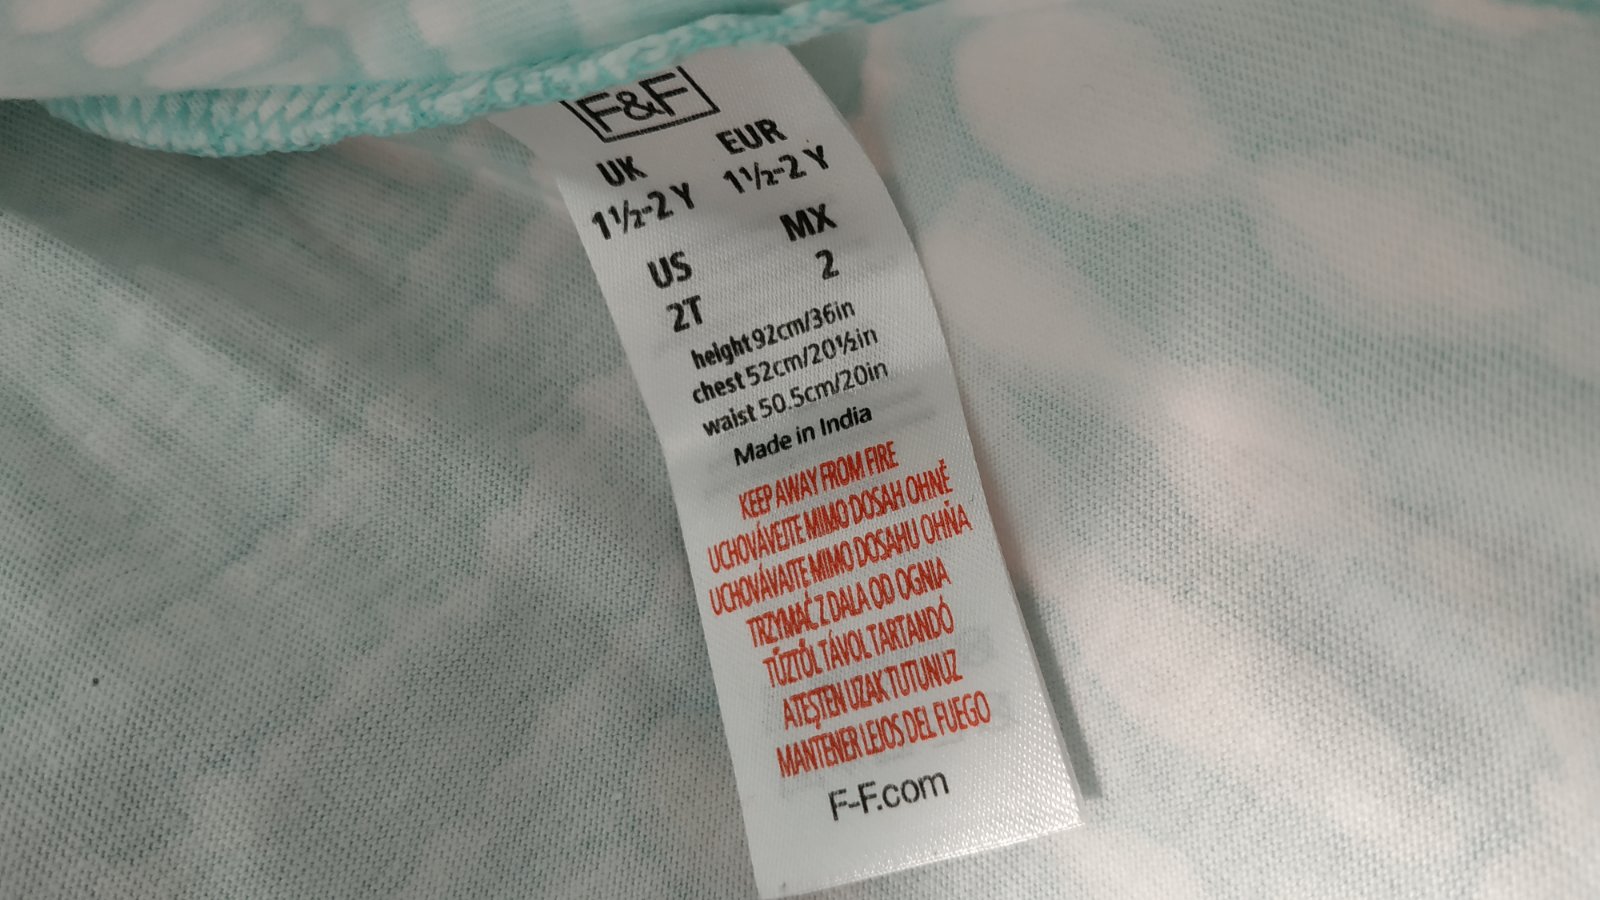 F&F
UK EUR
1½-2 Y 1½-2 Y
US MX
2T 2
height 92cm/36in
chest 52cm/20½in
waist 50.5cm/20in
Made in India
KEEP AWAY FROM FIRE
UCHOVÁVEJTE MIMO DOSAH OHNĚ
UCHOVÁVAJTE MIMO DOSAHU OHŇA
TRZYMAĆ Z DALA OD OGNIA
TŰZTŐL TÁVOL TARTANDÓ
ATEŞTEN UZAK TUTUNUZ
MANTENER LEJOS DEL FUEGO
F-F.com